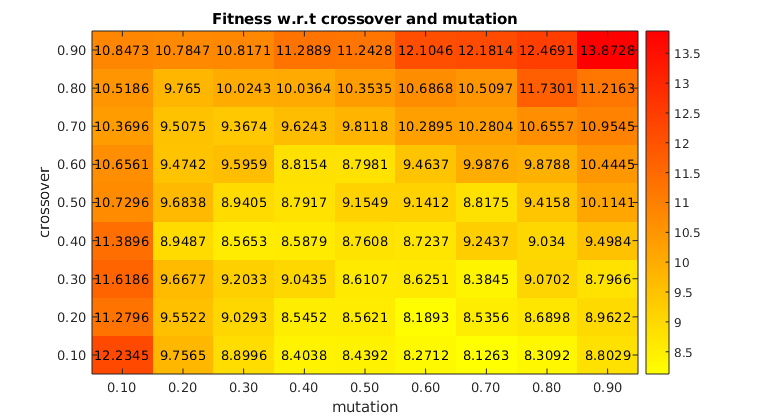 Fitness w.r.t crossover and mutation
0.90 10.8473 10.7847 10.8171 11.2889 11.2428 12.1046 12.1814 12.4691 13.8728
0.80 10.5186 9.765 10.0243 10.0364 10.3535 10.6868 10.5097 11.7301 11.2163
0.70 10.3696 9.5075 9.3674 9.6243 9.8118 10.2895 10.2804 10.6557 10.9545
0.60 10.6561 9.4742 9.5959 8.8154 8.7981 9.4637 9.9876 9.8788 10.4445
0.50 10.7296 9.6838 8.9405 8.7917 9.1549 9.1412 8.8175 9.4158 10.1141
0.40 11.3896 8.9487 8.5653 8.5879 8.7608 8.7237 9.2437 9.034 9.4984
0.30 11.6186 9.6677 9.2033 9.0435 8.6107 8.6251 8.3845 9.0702 8.7966
0.20 11.2796 9.5522 9.0293 8.5452 8.5621 8.1893 8.5356 8.6898 8.9622
0.10 12.2345 9.7565 8.8996 8.4038 8.4392 8.2712 8.1263 8.3092 8.8029
0.10 0.20 0.30 0.40 0.50 0.60 0.70 0.80 0.90
mutation
crossover
13.5
13
12.5
12
11.5
11
10.5
10
9.5
9
8.5